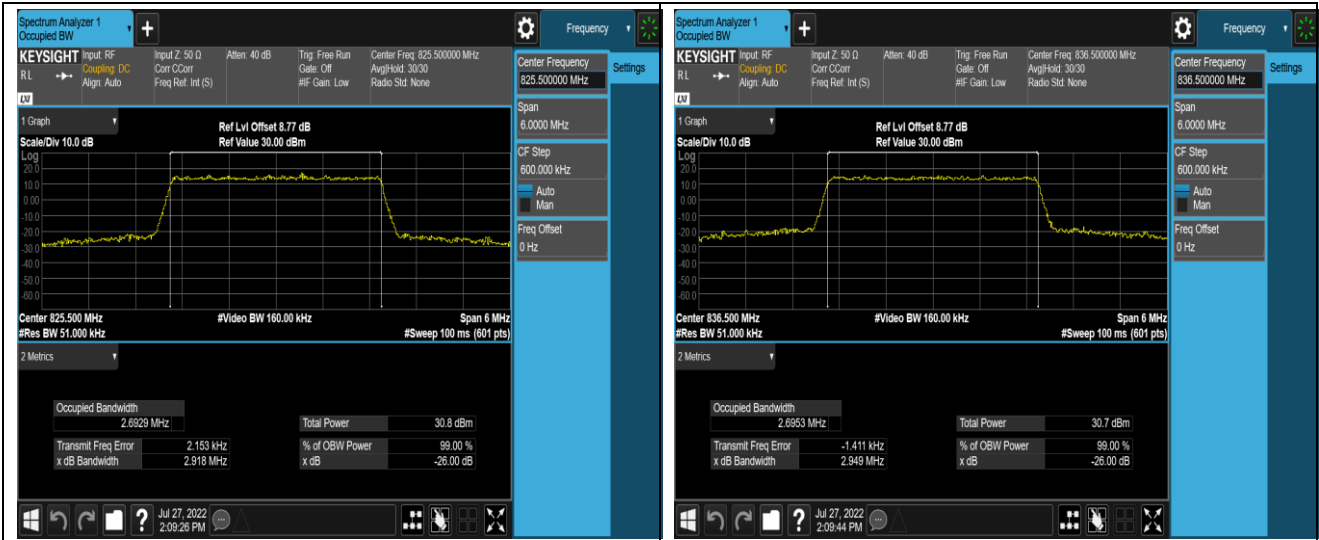 Spectrum Analyzer 1
Occupied BW
+
Frequency
KEYSIGHT
RL
Input: RF
Coupling: DC
Align: Auto
Input Z: 50 Ω
Corr CCorr
Freq Ref: Int (S)
Atten: 40 dB
Trig: Free Run
Gate: Off
#IF Gain: Low
Center Freq: 825.500000 MHz
Avg|Hold: 30/30
Radio Std: None
LXI
Center Frequency
825.500000 MHz
Settings
Span
6.0000 MHz
CF Step
600.000 kHz
Auto
Man
Freq Offset
0 Hz
1 Graph
Scale/Div 10.0 dB
Ref Lvl Offset 8.77 dB
Ref Value 30.00 dBm
Log
20.0
10.0
0.00
-10.0
-20.0
-30.0
-40.0
-50.0
-60.0
Center 825.500 MHz
#Video BW 160.00 kHz
Span 6 MHz
#Res BW 51.000 kHz
#Sweep 100 ms (601 pts)
2 Metrics
Occupied Bandwidth
2.6929 MHz
Total Power 30.8 dBm
Transmit Freq Error 2.153 kHz
% of OBW Power 99.00 %
x dB Bandwidth 2.918 MHz
x dB -26.00 dB
?
Jul 27, 2022
2:09:26 PM
Spectrum Analyzer 1
Occupied BW
+
Frequency
KEYSIGHT
RL
Input: RF
Coupling: DC
Align: Auto
Input Z: 50 Ω
Corr CCorr
Freq Ref: Int (S)
Atten: 40 dB
Trig: Free Run
Gate: Off
#IF Gain: Low
Center Freq: 836.500000 MHz
Avg|Hold: 30/30
Radio Std: None
LXI
Center Frequency
836.500000 MHz
Settings
Span
6.0000 MHz
CF Step
600.000 kHz
Auto
Man
Freq Offset
0 Hz
1 Graph
Scale/Div 10.0 dB
Ref Lvl Offset 8.77 dB
Ref Value 30.00 dBm
Log
20.0
10.0
0.00
-10.0
-20.0
-30.0
-40.0
-50.0
-60.0
Center 836.500 MHz
#Video BW 160.00 kHz
Span 6 MHz
#Res BW 51.000 kHz
#Sweep 100 ms (601 pts)
2 Metrics
Occupied Bandwidth
2.6953 MHz
Total Power 30.7 dBm
Transmit Freq Error -1.411 kHz
% of OBW Power 99.00 %
x dB Bandwidth 2.949 MHz
x dB -26.00 dB
?
Jul 27, 2022
2:09:44 PM